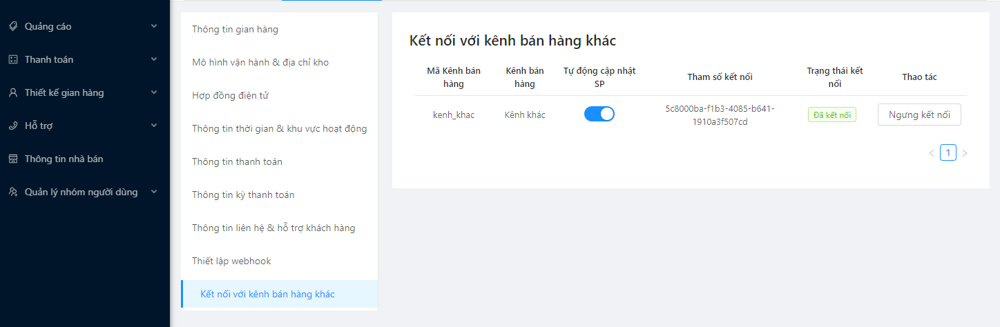 Quảng cáo
Thanh toán
Thiết kế gian hàng
Hỗ trợ
Thông tin nhà bán
Quản lý nhóm người dùng
Thông tin gian hàng
Mô hình vận hành & địa chỉ kho
Hợp đồng điện tử
Thông tin thời gian & khu vực hoạt động
Thông tin thanh toán
Thông tin kỳ thanh toán
Thông tin liên hệ & hỗ trợ khách hàng
Thiết lập webhook
Kết nối với kênh bán hàng khác
Kết nối với kênh bán hàng khác
Mã Kênh bán
hàng
Kênh bán
hàng
Tự động cập nhật
SP
Tham số kết nối
Trạng thái kết
nối
Thao tác
kenh_khac
Kênh khác
5c8000ba-f1b3-4085-b641-
1910a3f507cd
Đã kết nối
Ngưng kết nối
1